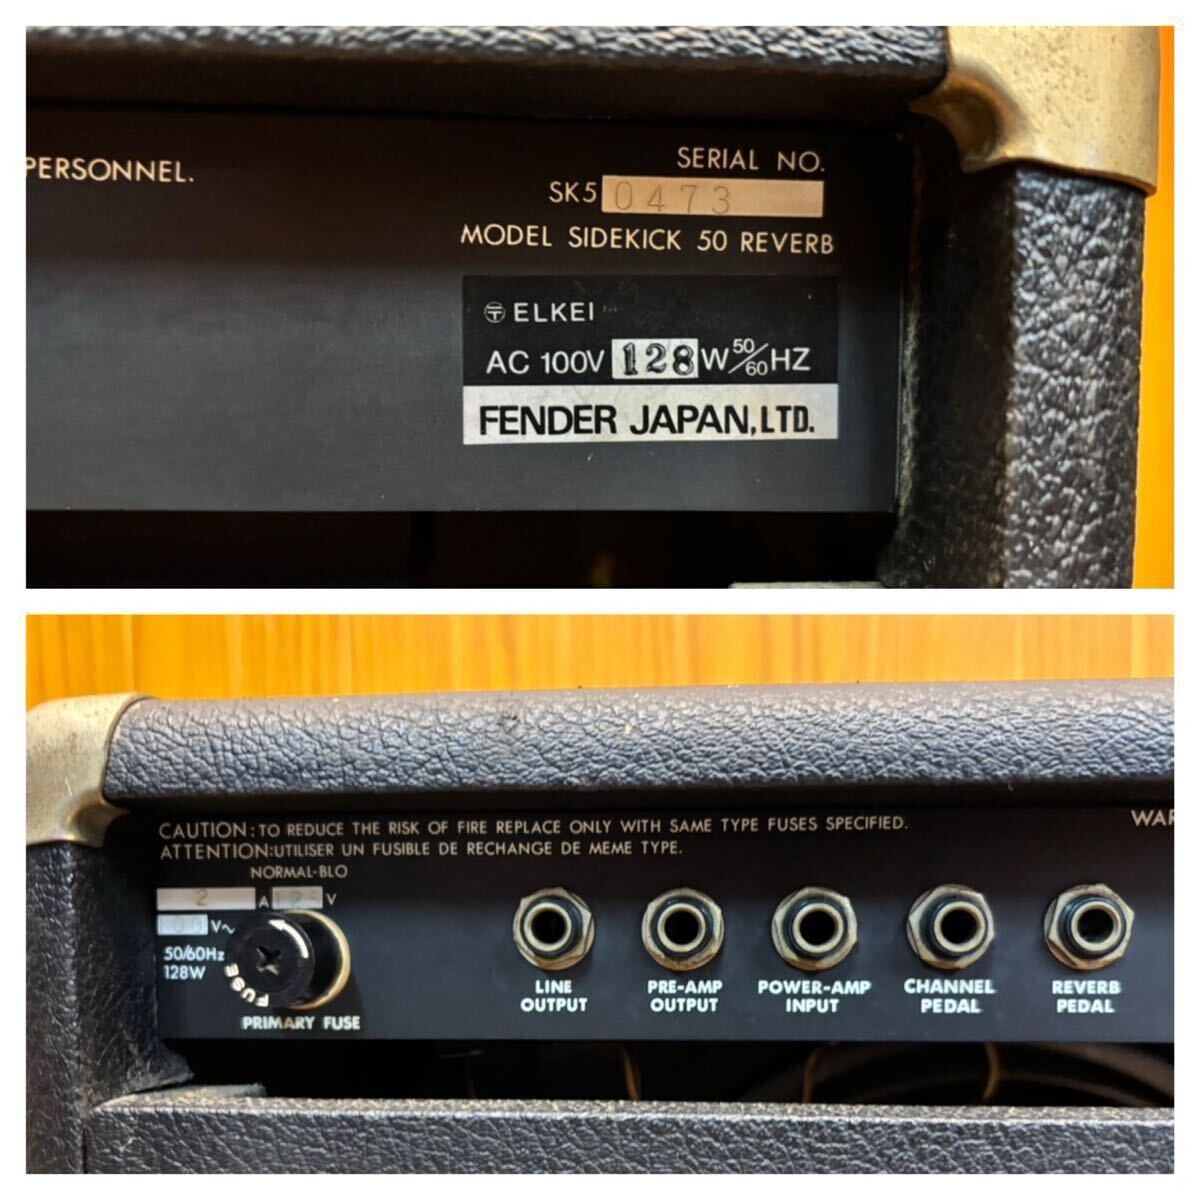 PERSONNEL.
SERIAL NO.
SK5 0473
MODEL SIDEKICK 50 REVERB
〒 ELKEI
AC 100V 128 W 50/60 HZ
FENDER JAPAN, LTD.
CAUTION: TO REDUCE THE RISK OF FIRE REPLACE ONLY WITH SAME TYPE FUSES SPECIFIED.
WAR
ATTENTION:UTILISER UN FUSIBLE DE RECHANGE DE MEME TYPE.
NORMAL-BLO
2 A V
V~
50/60Hz
128W
FUSE
PRIMARY FUSE
LINE OUTPUT
PRE-AMP OUTPUT
POWER-AMP INPUT
CHANNEL PEDAL
REVERB PEDAL